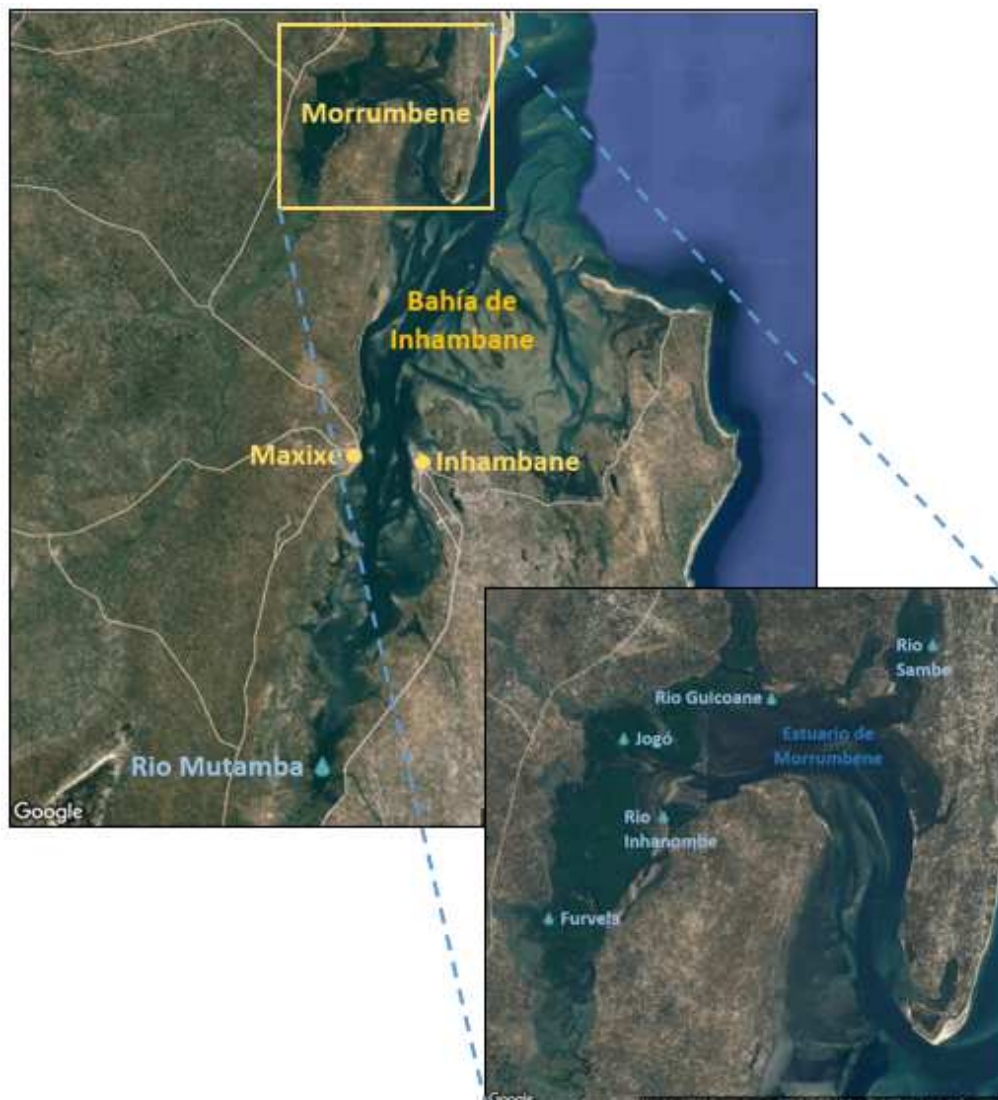 Morrumbene
Bahía de
Inhambane
Maxixe
Inhambane
Rio Mutamba
Google
Rio
Sambe
Rio Guicoane
Estuario de
Morrumbene
Jogó
Rio
Inhanombe
Furvela
Google